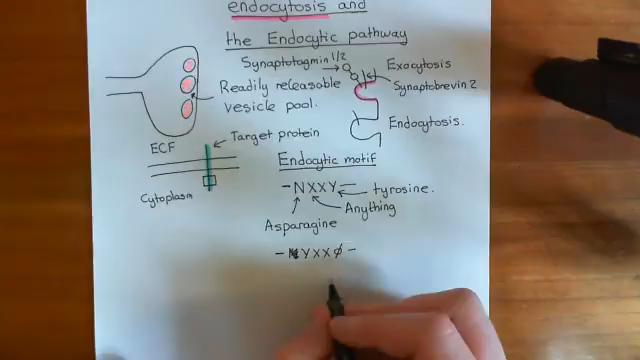 endocytosis and
the Endocytic pathway
Synaptotagmin 1/2
Exocytosis
Synaptobrevin 2
Readily releasable
vesicle pool.
Endocytosis.
ECF
Target protein
Cytoplasm
Endocytic motif
-NXXY-
tyrosine.
Anything
Asparagine
-YXXØ-